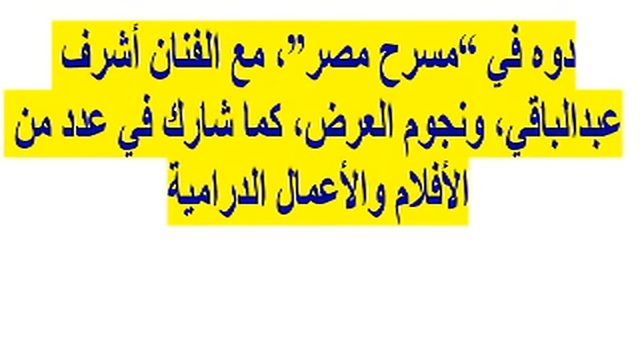 دوه في “مسرح مصر”، مع الفنان أشرف
عبدالباقي، ونجوم العرض، كما شارك في عدد من
الأفلام والأعمال الدرامية